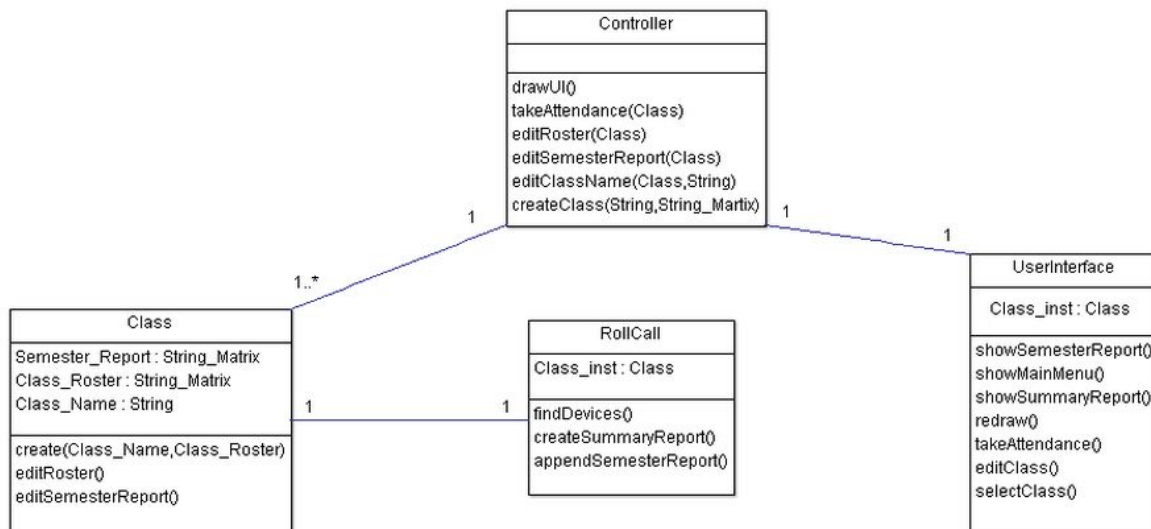 Controller
drawUI()
takeAttendance(Class)
editRoster(Class)
editSemesterReport(Class)
editClassName(Class,String)
createClass(String,String_Martix)
1
1
1..*
1
Class
Semester_Report : String_Matrix
Class_Roster : String_Matrix
Class_Name : String
create(Class_Name,Class_Roster)
editRoster()
editSemesterReport()
1
1
RollCall
Class_inst : Class
findDevices()
createSummaryReport()
appendSemesterReport()
UserInterface
Class_inst : Class
showSemesterReport()
showMainMenu()
showSummaryReport()
redraw()
takeAttendance()
editClass()
selectClass()